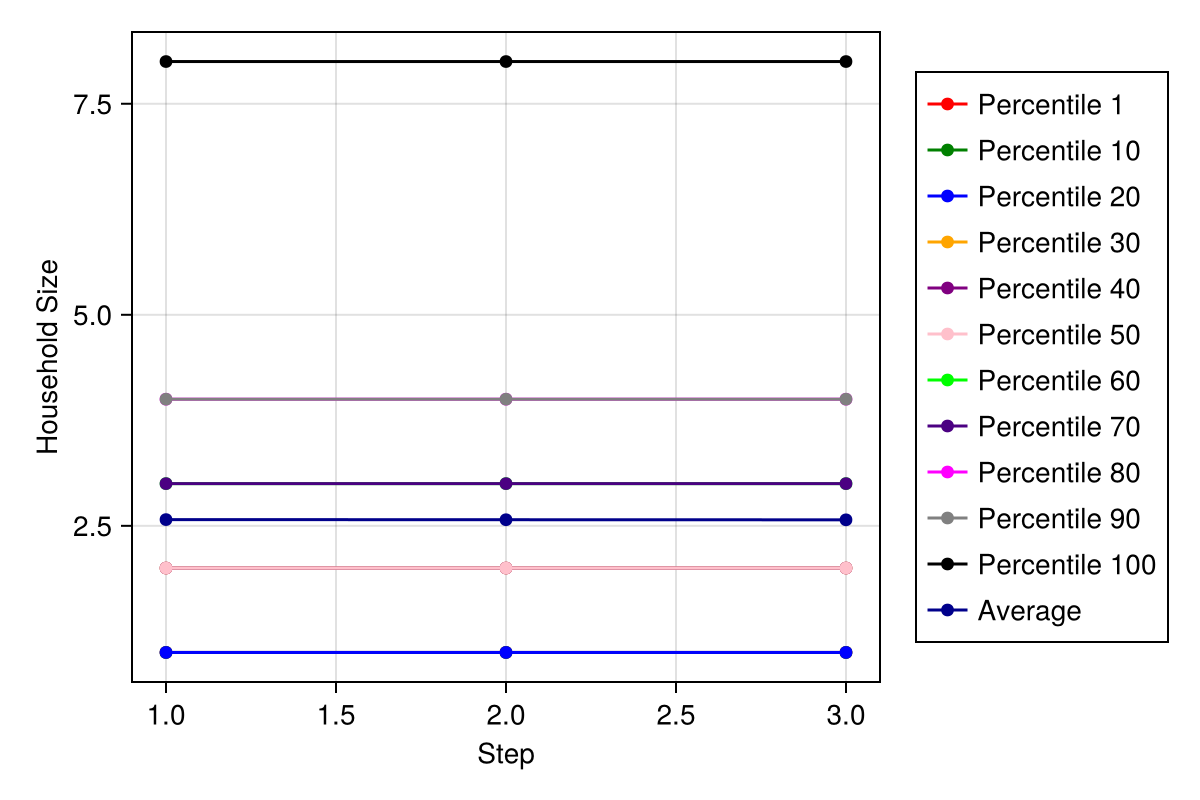 7.5
5.0
2.5
Household Size
1.0 1.5 2.0 2.5 3.0
Step
Percentile 1
Percentile 10
Percentile 20
Percentile 30
Percentile 40
Percentile 50
Percentile 60
Percentile 70
Percentile 80
Percentile 90
Percentile 100
Average